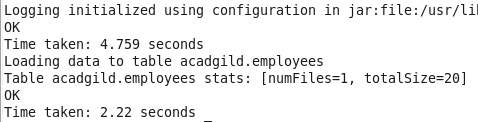 Logging initialized using configuration in jar:file:/usr/li
OK
Time taken: 4.759 seconds
Loading data to table acadgild.employees
Table acadgild.employees stats: [numFiles=1, totalSize=20]
OK
Time taken: 2.22 seconds _